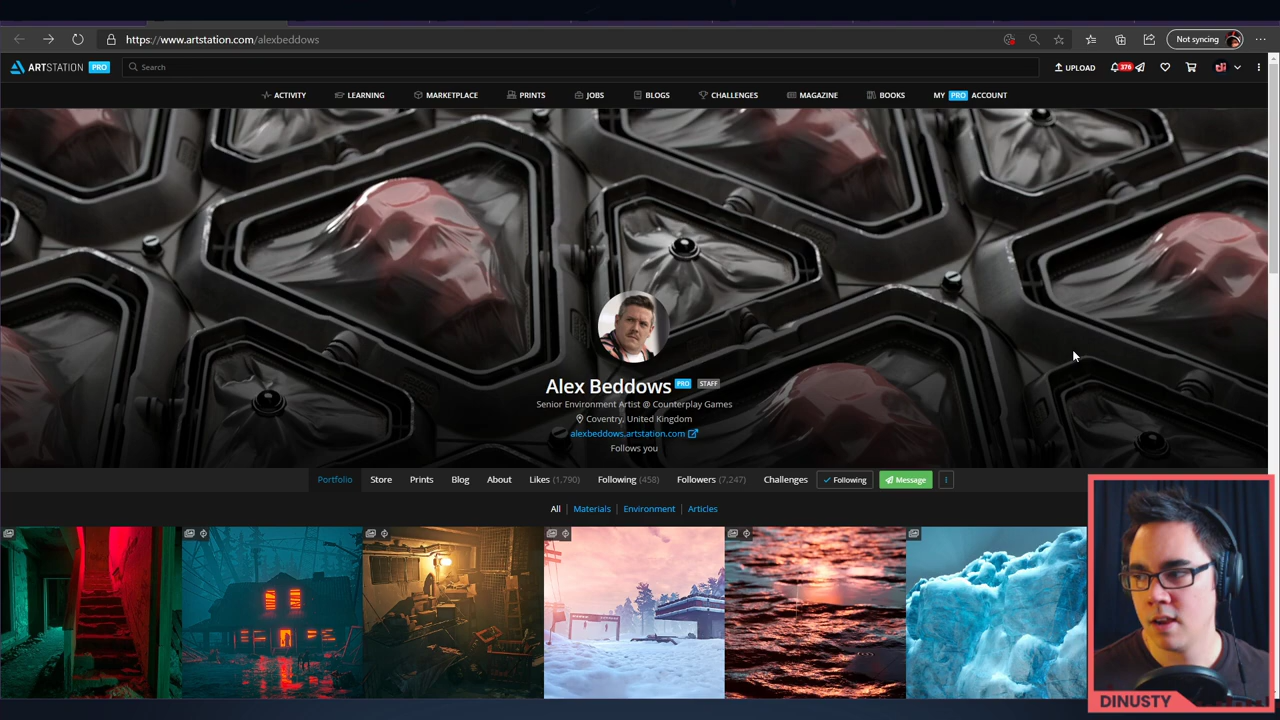 https://www.artstation.com/alexbeddows
Not syncing
ARTSTATION PRO
Search
UPLOAD
376
ACTIVITY
LEARNING
MARKETPLACE
PRINTS
JOBS
BLOGS
CHALLENGES
MAGAZINE
BOOKS
MY PRO ACCOUNT
Alex Beddows PRO STAFF
Senior Environment Artist @ Counterplay Games
Coventry, United Kingdom
alexbeddows.artstation.com
Follows you
Portfolio
Store
Prints
Blog
About
Likes (1,790)
Following (458)
Followers (7,247)
Challenges
Following
Message
All
Materials
Environment
Articles
DINUSTY